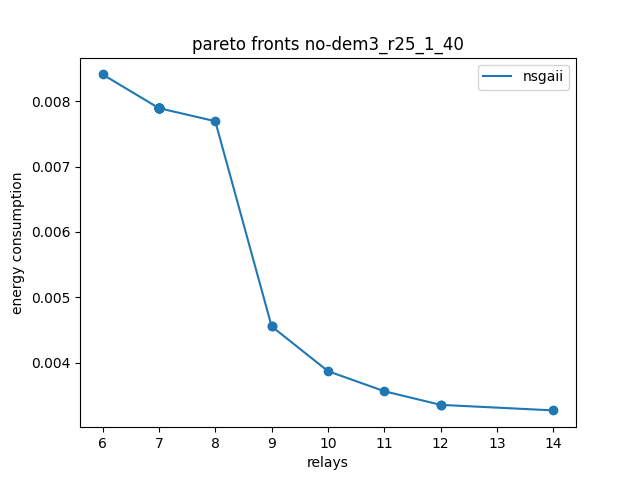 pareto fronts no-dem3_r25_1_40
nsgaii
0.008
0.007
0.006
0.005
0.004
energy consumption
6 7 8 9 10 11 12 13 14
relays